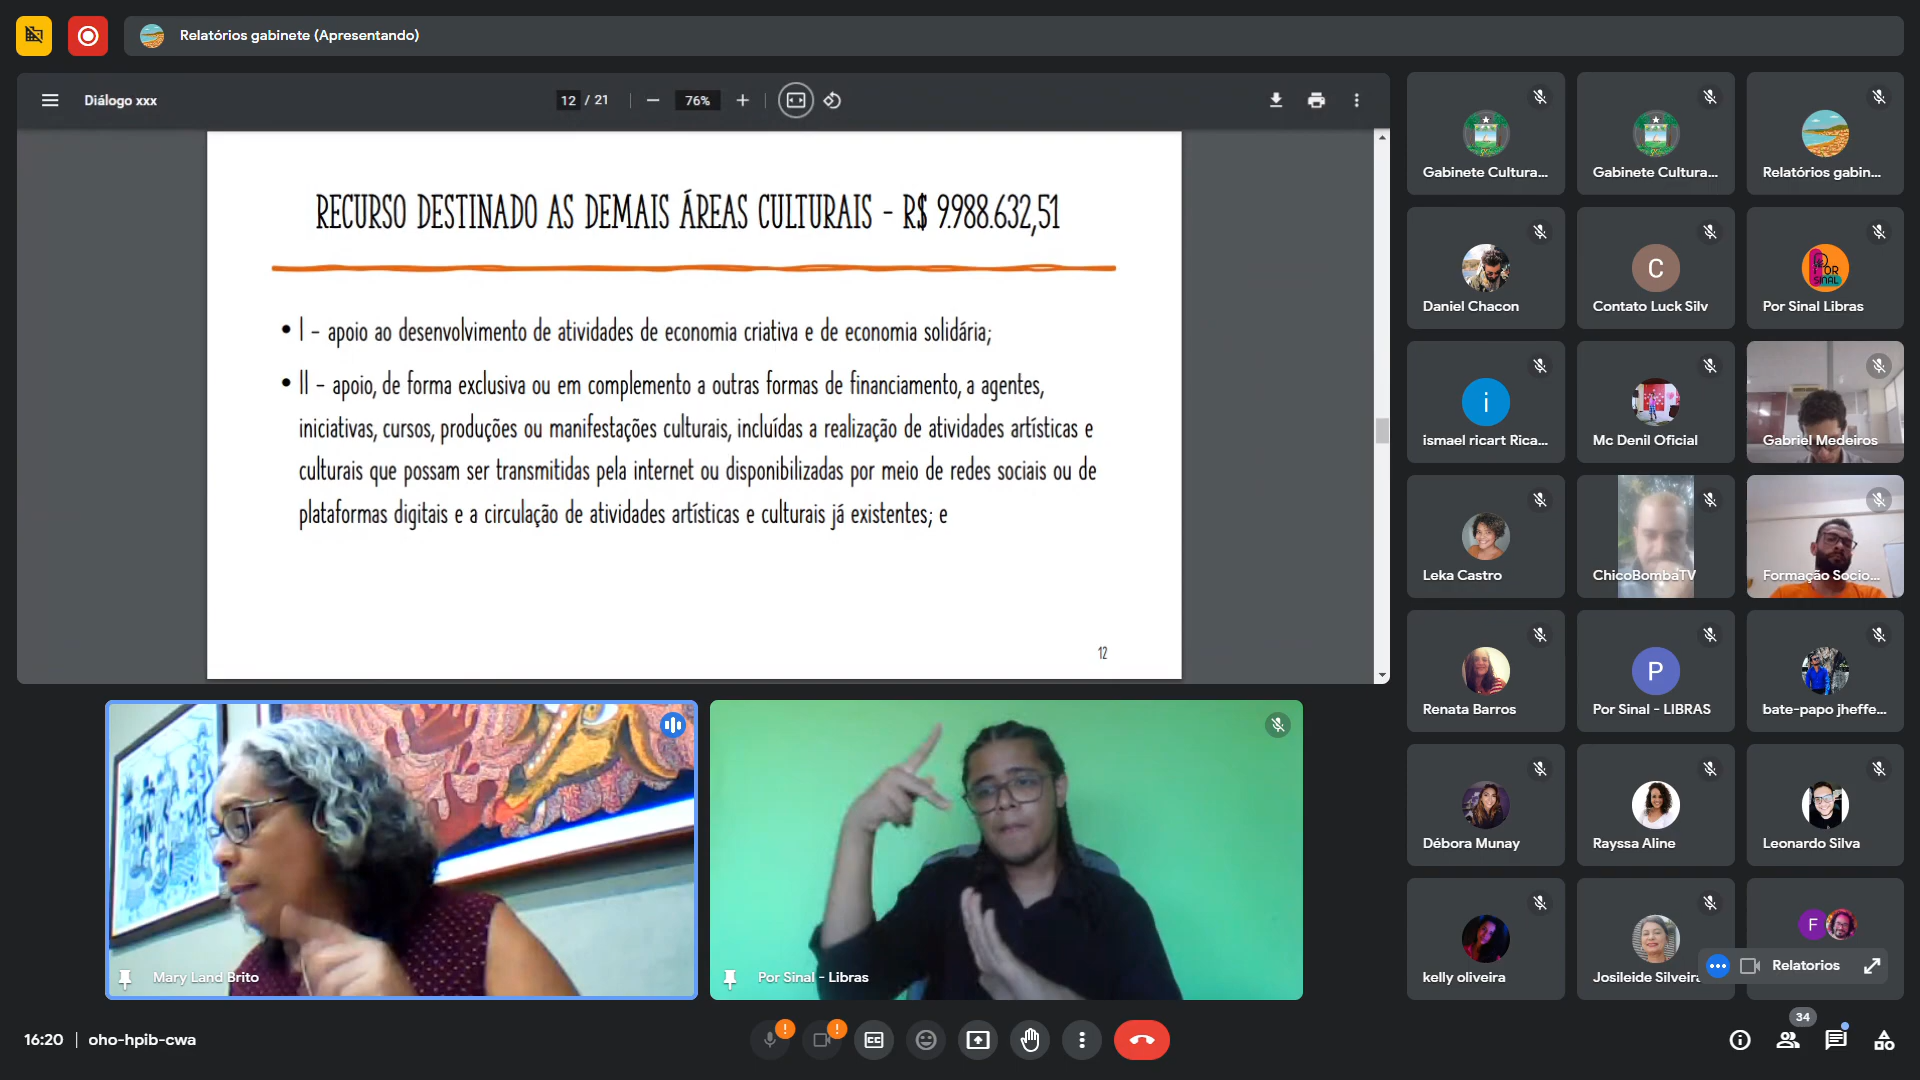 Relatórios gabinete (Apresentando)
Diálogo xxx
12 / 21
76%
RECURSO DESTINADO AS DEMAIS ÁREAS CULTURAIS - R$ 9.988.632,51
• I - apoio ao desenvolvimento de atividades de economia criativa e de economia solidária;
• II - apoio, de forma exclusiva ou em complemento a outras formas de financiamento, a agentes,
iniciativas, cursos, produções ou manifestações culturais, incluídas a realização de atividades artísticas e
culturais que possam ser transmitidas pela internet ou disponibilizadas por meio de redes sociais ou de
plataformas digitais e a circulação de atividades artísticas e culturais já existentes; e
12
Mary Land Brito
Por Sinal - Libras
Gabinete Cultura...
Gabinete Cultura...
Relatórios gabin...
Daniel Chacon
C
Contato Luck Silv
POR
SINAL
Por Sinal Libras
i
ismael ricart Rica...
Mc Denil Oficial
Gabriel Medeiros
Leka Castro
ChicoBombaTV
Formação Socio...
Renata Barros
P
Por Sinal - LIBRAS
bate-papo jheffe...
Débora Munay
Rayssa Aline
Leonardo Silva
kelly oliveira
Josileide Silveira
F
Relatorios
16:20 | oho-hpib-cwa
34